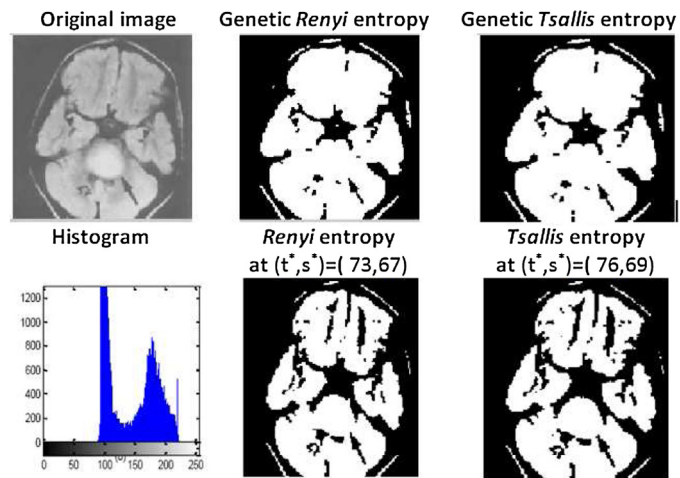 Original image
Genetic Renyi entropy
Genetic Tsallis entropy
Histogram
Renyi entropy
at (t*,s*)=( 73,67)
Tsallis entropy
at (t*,s*)=( 76,69)
1200
1000
800
600
400
200
0
0 50 100 150 200 250